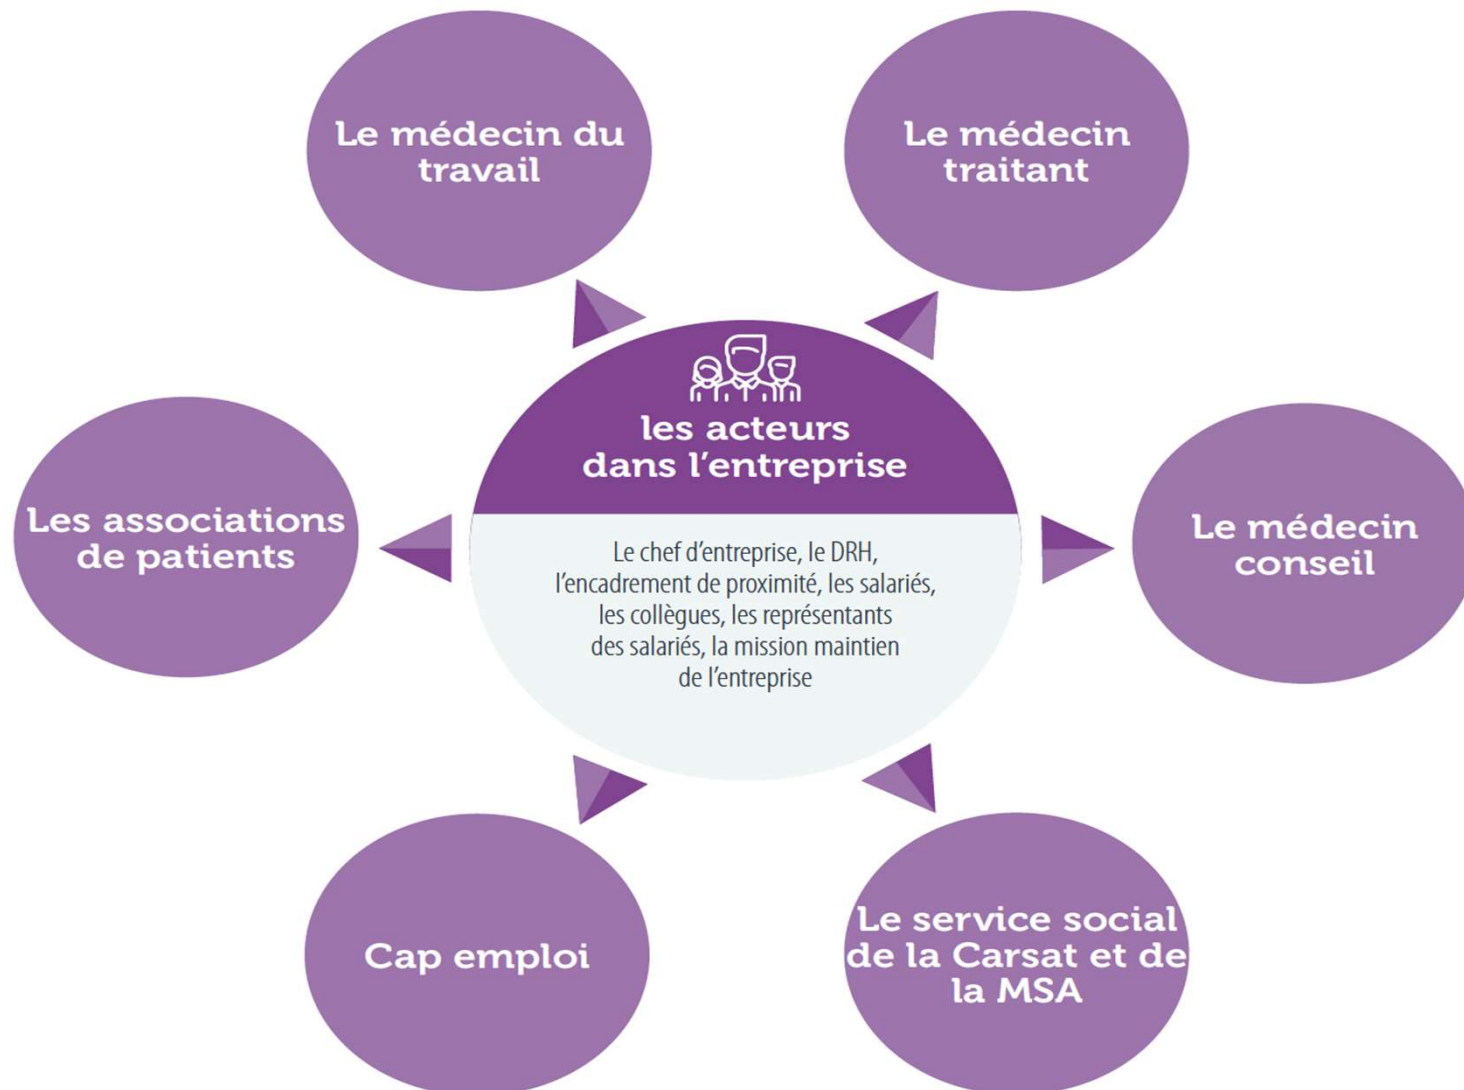 Le médecin du
travail
Le médecin
traitant
les acteurs
dans l'entreprise
Les associations
de patients
Le chef d'entreprise, le DRH,
l'encadrement de proximité, les salariés,
les collègues, les représentants
des salariés, la mission maintien
de l'entreprise
Le médecin
conseil
Cap emploi
Le service social
de la Carsat et de
la MSA